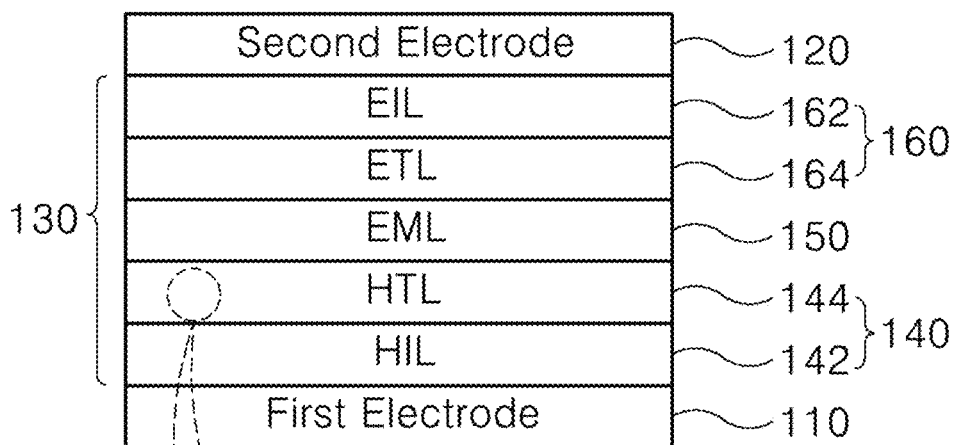 Second Electrode 120
EIL 162
160
ETL 164
130
EML 150
HTL 144
140
HIL 142
First Electrode 110